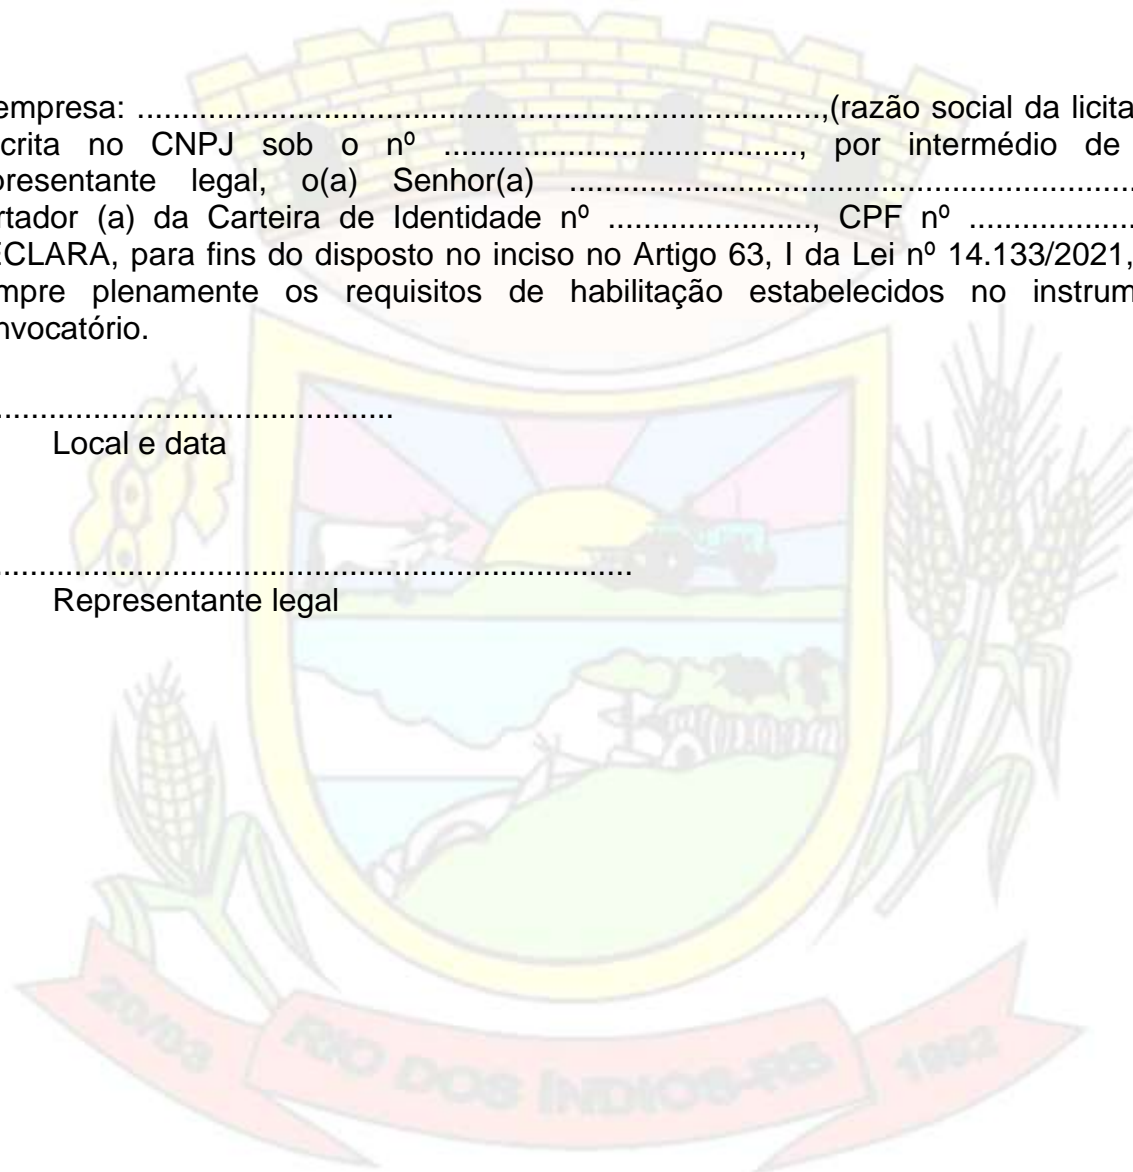 empresa: ..........................................................................,(razão social da licita
crita no CNPJ sob o nº ......................................, por intermédio de
presentante legal, o(a) Senhor(a) .............................................................
rtador (a) da Carteira de Identidade nº ......................, CPF nº ..................
ECLARA, para fins do disposto no inciso no Artigo 63, I da Lei nº 14.133/2021,
mpre plenamente os requisitos de habilitação estabelecidos no instrum
nvocatório.
...........................................
Local e data
.....................................................................
Representante legal
20/03 RIO DOS ÍNDIOS-RS 1992